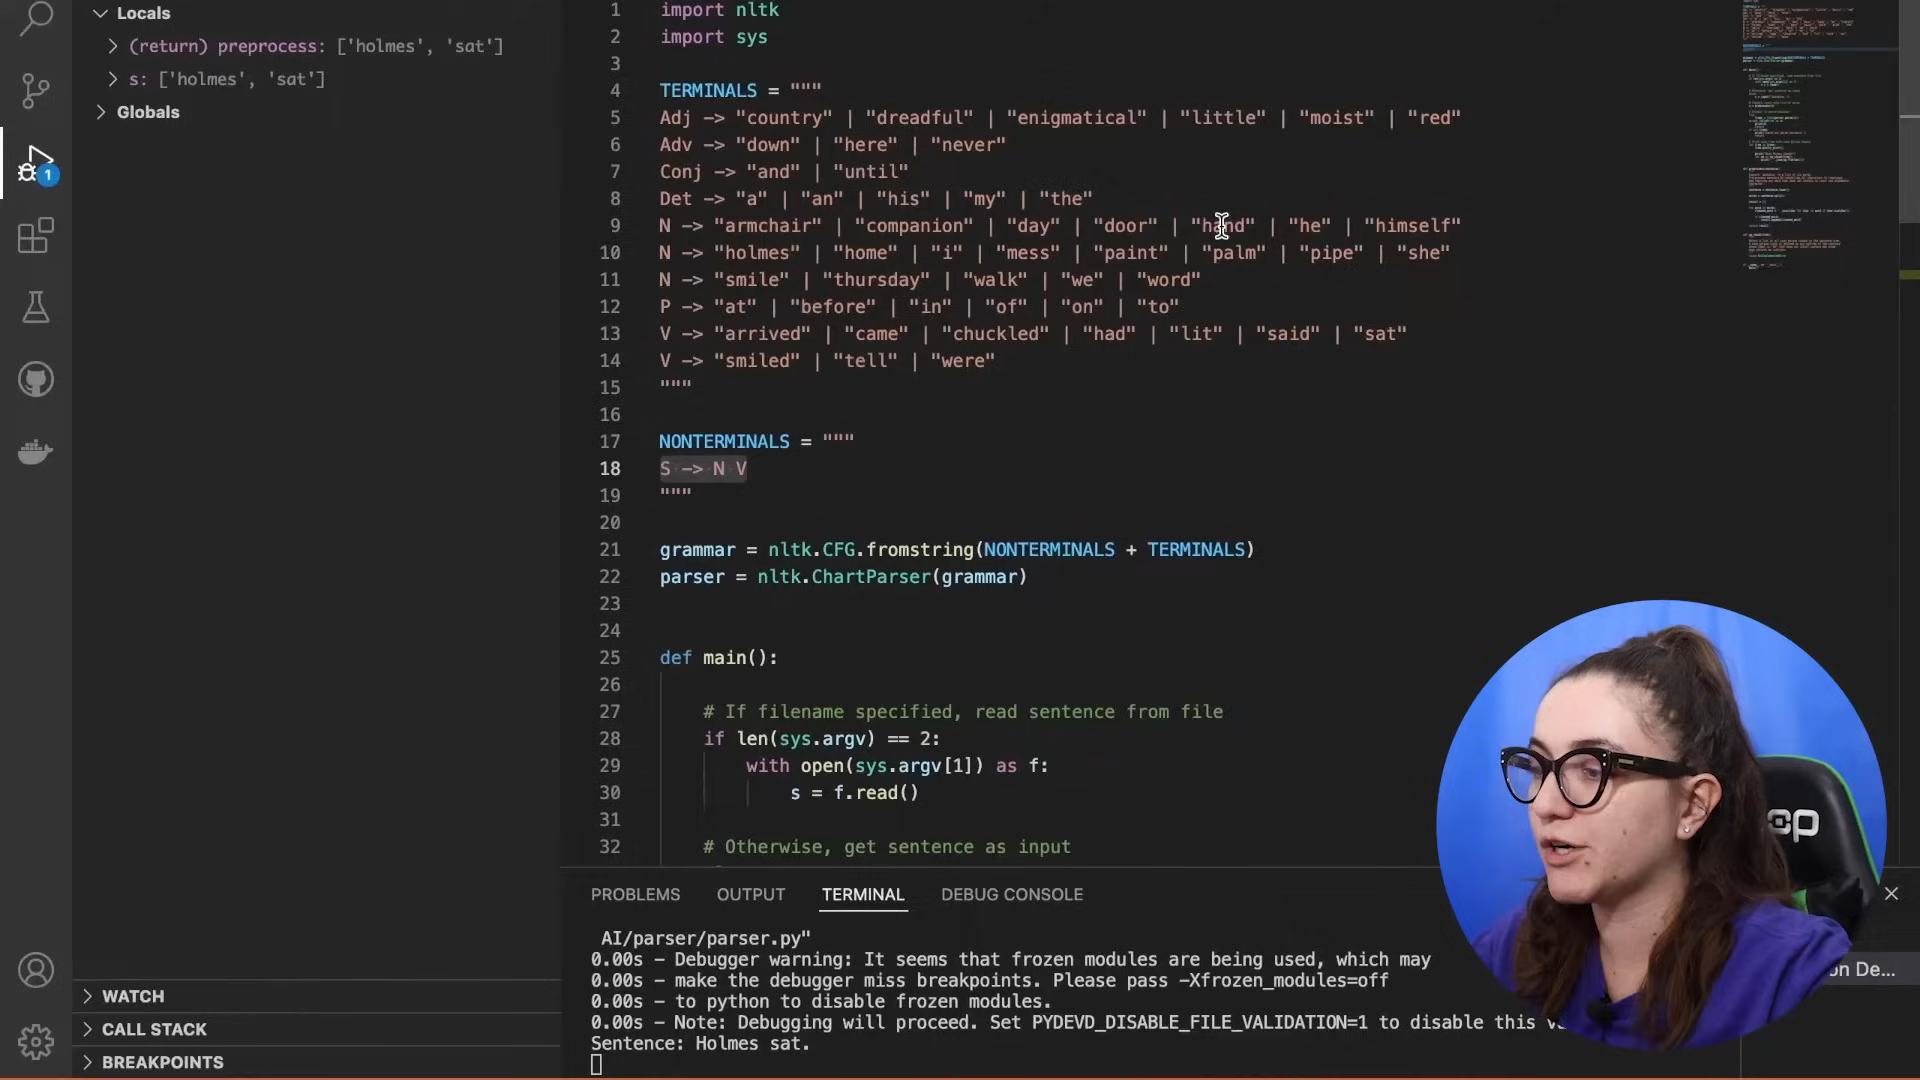 Locals
(return) preprocess: ['holmes', 'sat']
s: ['holmes', 'sat']
Globals
1
WATCH
CALL STACK
BREAKPOINTS
1 import nltk
2 import sys
3
4 TERMINALS = """
5 Adj -> "country" | "dreadful" | "enigmatical" | "little" | "moist" | "red"
6 Adv -> "down" | "here" | "never"
7 Conj -> "and" | "until"
8 Det -> "a" | "an" | "his" | "my" | "the"
9 N -> "armchair" | "companion" | "day" | "door" | "hand" | "he" | "himself"
10 N -> "holmes" | "home" | "i" | "mess" | "paint" | "palm" | "pipe" | "she"
11 N -> "smile" | "thursday" | "walk" | "we" | "word"
12 P -> "at" | "before" | "in" | "of" | "on" | "to"
13 V -> "arrived" | "came" | "chuckled" | "had" | "lit" | "said" | "sat"
14 V -> "smiled" | "tell" | "were"
15 """
16
17 NONTERMINALS = """
18 S -> N V
19 """
20
21 grammar = nltk.CFG.fromstring(NONTERMINALS + TERMINALS)
22 parser = nltk.ChartParser(grammar)
23
24
25 def main():
26
27 # If filename specified, read sentence from file
28 if len(sys.argv) == 2:
29 with open(sys.argv[1]) as f:
30 s = f.read()
31
32 # Otherwise, get sentence as input
PROBLEMS OUTPUT TERMINAL DEBUG CONSOLE
AI/parser/parser.py"
0.00s - Debugger warning: It seems that frozen modules are being used, which may
0.00s - make the debugger miss breakpoints. Please pass -Xfrozen_modules=off
0.00s - to python to disable frozen modules.
0.00s - Note: Debugging will proceed. Set PYDEVD_DISABLE_FILE_VALIDATION=1 to disable this
Sentence: Holmes sat.
on De...